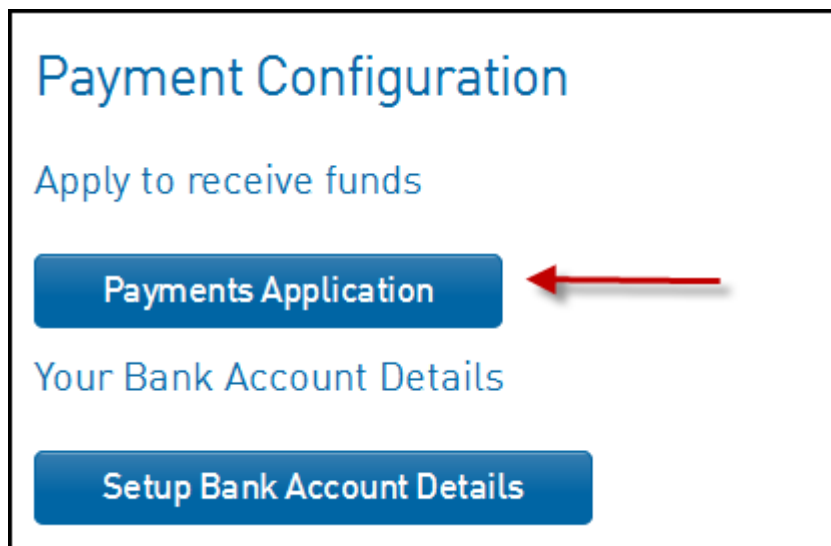 Payment Configuration
Apply to receive funds
Payments Application
Your Bank Account Details
Setup Bank Account Details